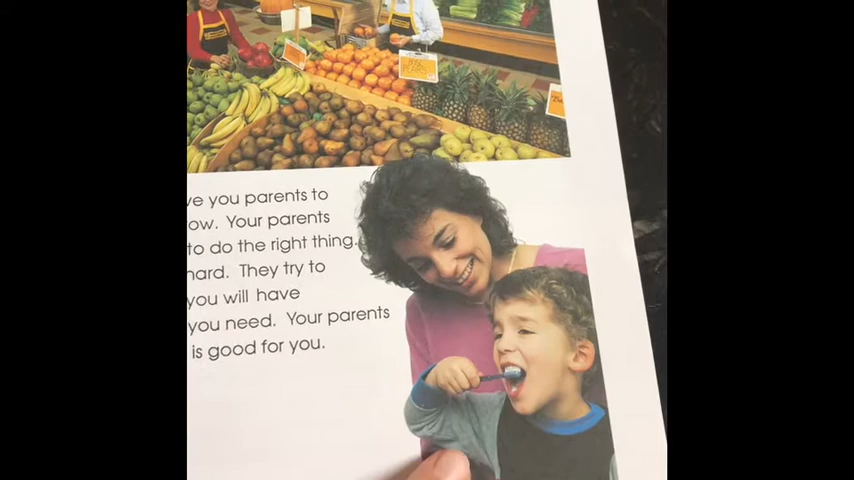 ve you parents to
ow. Your parents
to do the right thing.
hard. They try to
you will have
you need. Your parents
is good for you.